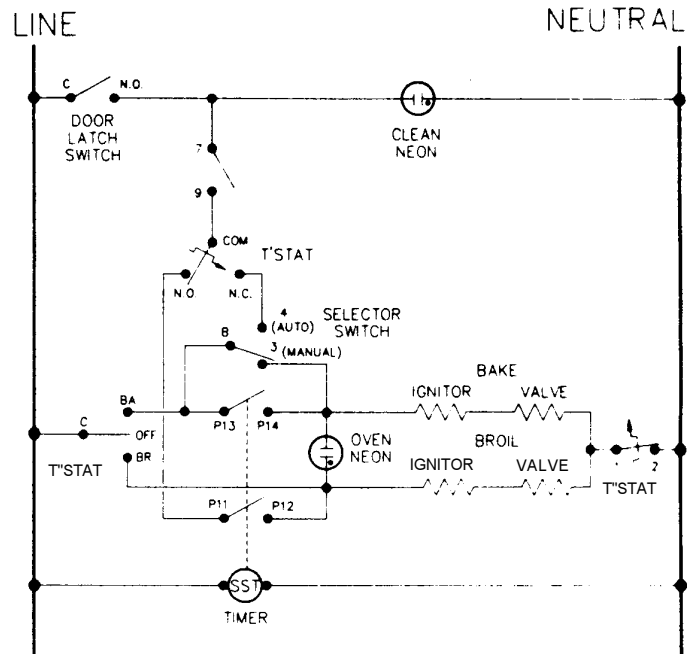 LINE
NEUTRAL
C
N.O.
DOOR
LATCH
SWITCH
CLEAN
NEON
7
9
COM
T'STAT
N.O.
N.C.
4
(AUTO)
SELECTOR
SWITCH
B
3 (MANUAL)
BAKE
IGNITOR
VALVE
BA
P13
P14
C
OFF
OVEN
NEON
BROIL
BR
IGNITOR
VALVE
1
2
T"STAT
T"STAT
P11
P12
SST
TIMER